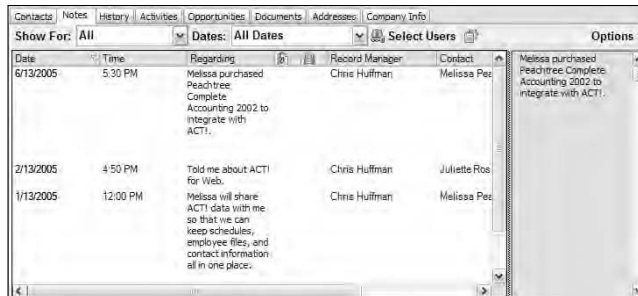 Contacts Notes History Activities Opportunities Documents Addresses Company Info
Show For: All Dates: All Dates Select Users Options
Date Time Regarding Record Manager Contact
6/13/2005 5:30 PM Melissa purchased Chris Huffman Melissa Pea
Peachtree
Complete
Accounting 2002 to
integrate with
ACT!.
2/13/2005 4:50 PM Told me about ACT! Chris Huffman Juliette Ros
for Web.
1/13/2005 12:00 PM Melissa will share Chris Huffman Melissa Pea
ACT! data with me
so that we can
keep schedules,
employee files, and
contact information
all in one place.
Melissa purchased
Peachtree Complete
Accounting 2002 to
integrate with ACT!.